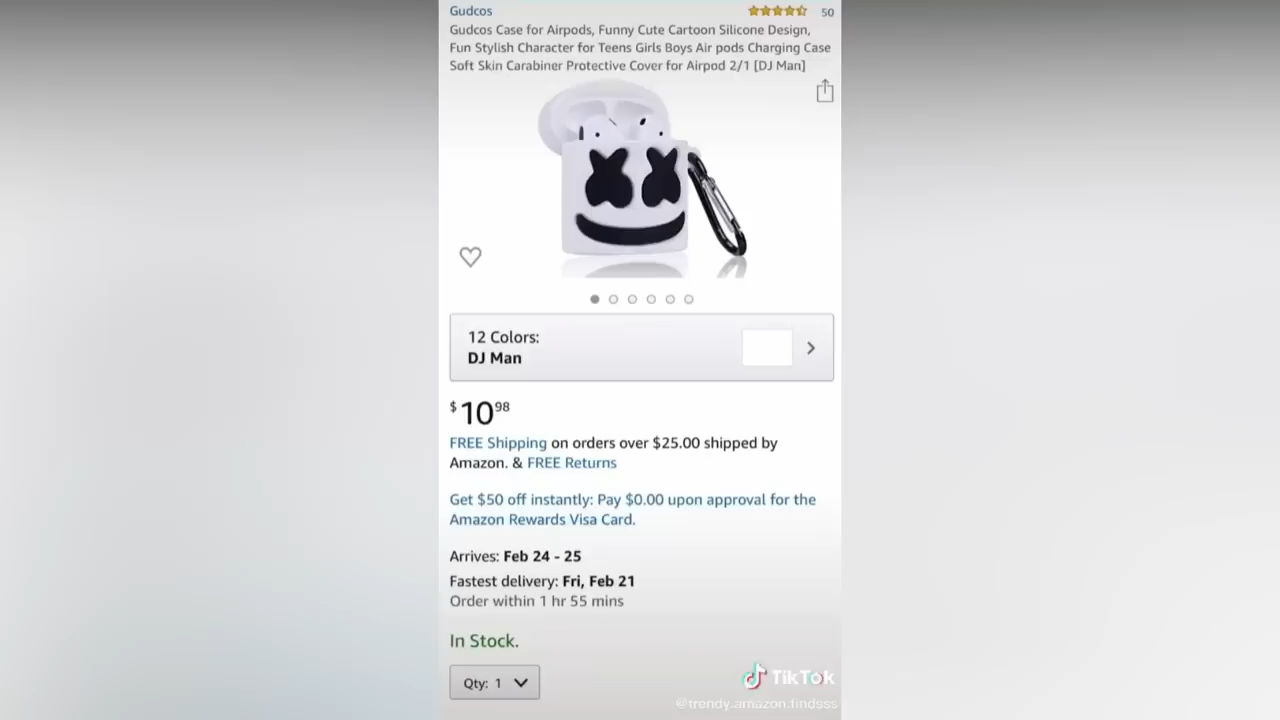 Gudcos 50
Gudcos Case for Airpods, Funny Cute Cartoon Silicone Design,
Fun Stylish Character for Teens Girls Boys Air pods Charging Case
Soft Skin Carabiner Protective Cover for Airpod 2/1 [DJ Man]
12 Colors:
DJ Man
$10.98
FREE Shipping on orders over $25.00 shipped by
Amazon. & FREE Returns
Get $50 off instantly: Pay $0.00 upon approval for the
Amazon Rewards Visa Card.
Arrives: Feb 24 - 25
Fastest delivery: Fri, Feb 21
Order within 1 hr 55 mins
In Stock.
Qty: 1
TikTok
@trendy.amazon.findsss